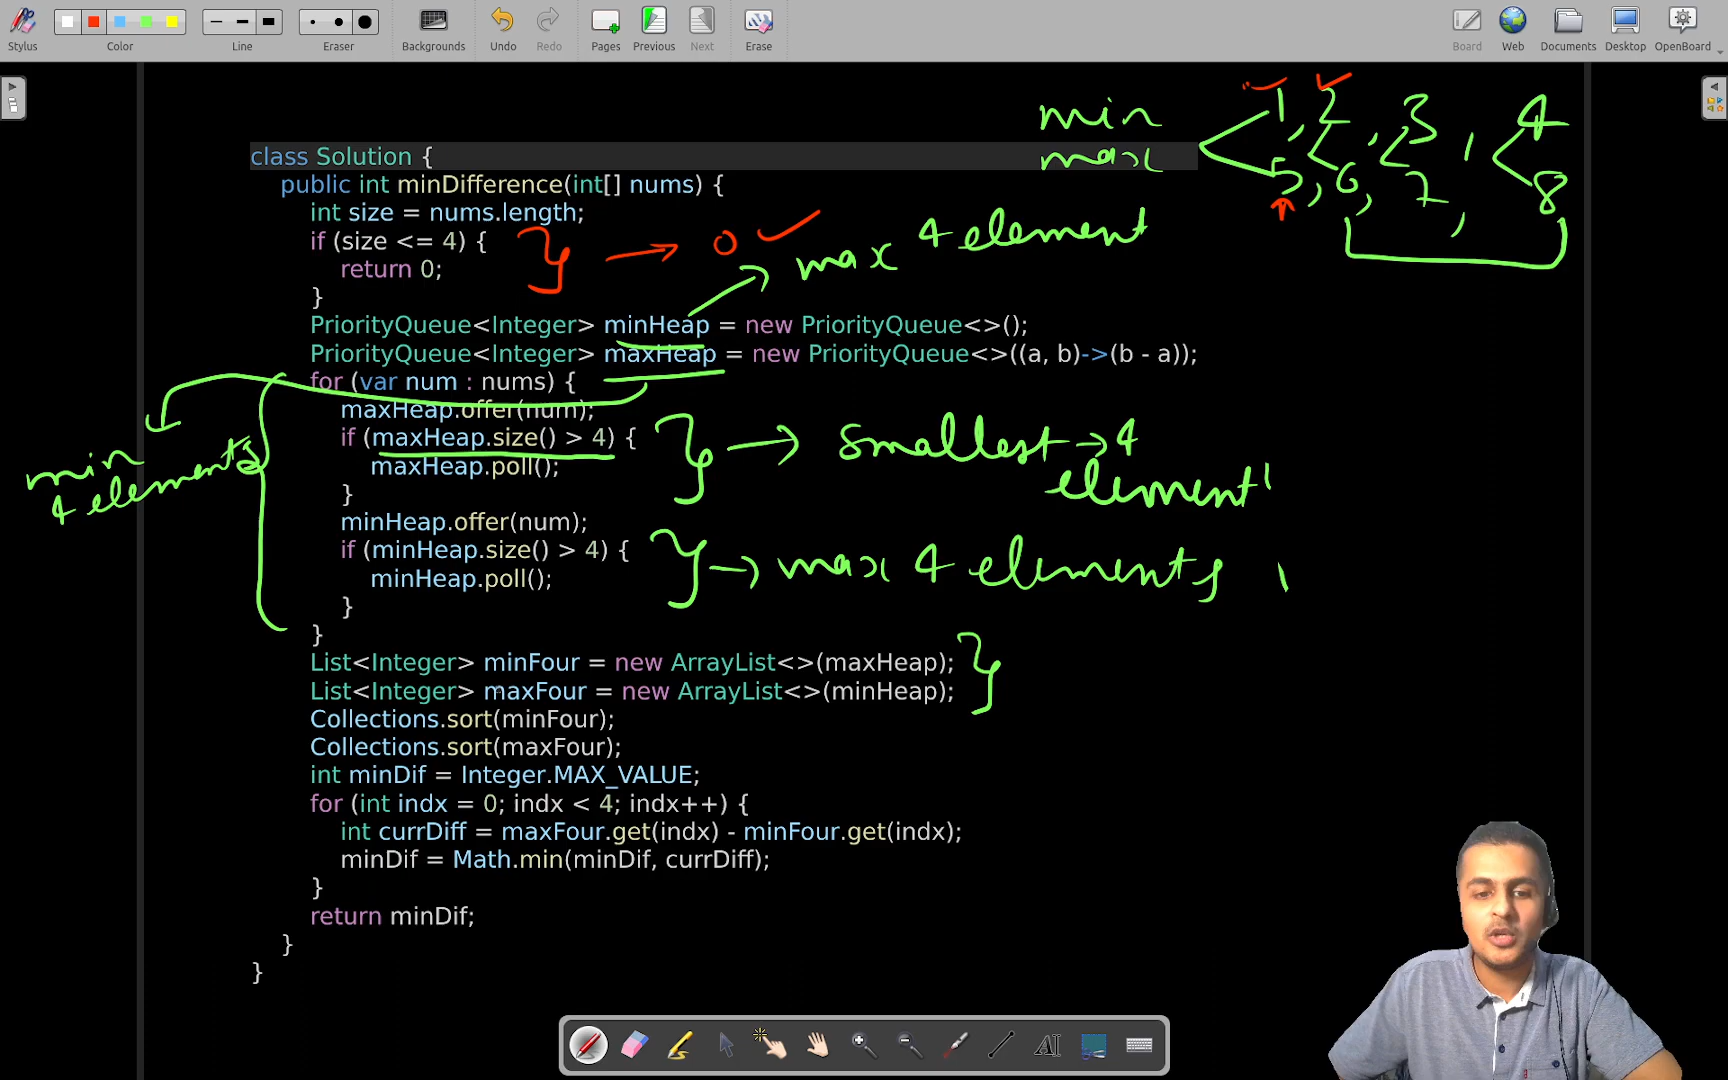 Stylus Color Line Eraser Backgrounds Undo Redo Pages Previous Next Erase Board Web Documents Desktop OpenBoard
min 1, 2, 3, 4
max 5, 6, 7, 8
class Solution {
public int minDifference(int[] nums) {
int size = nums.length;
if (size <= 4) { } → 0
max 4 element
return 0;
}
PriorityQueue<Integer> minHeap = new PriorityQueue<>();
PriorityQueue<Integer> maxHeap = new PriorityQueue<>((a, b)->(b - a));
for (var num : nums) {
maxHeap.offer(num);
if (maxHeap.size() > 4) { } → smallest → 4
maxHeap.poll();
element
min
4 elements
}
minHeap.offer(num);
if (minHeap.size() > 4) { } → max 4 elements
minHeap.poll();
}
}
List<Integer> minFour = new ArrayList<>(maxHeap); }
List<Integer> maxFour = new ArrayList<>(minHeap);
Collections.sort(minFour);
Collections.sort(maxFour);
int minDif = Integer.MAX_VALUE;
for (int indx = 0; indx < 4; indx++) {
int currDiff = maxFour.get(indx) - minFour.get(indx);
minDif = Math.min(minDif, currDiff);
}
return minDif;
}
}